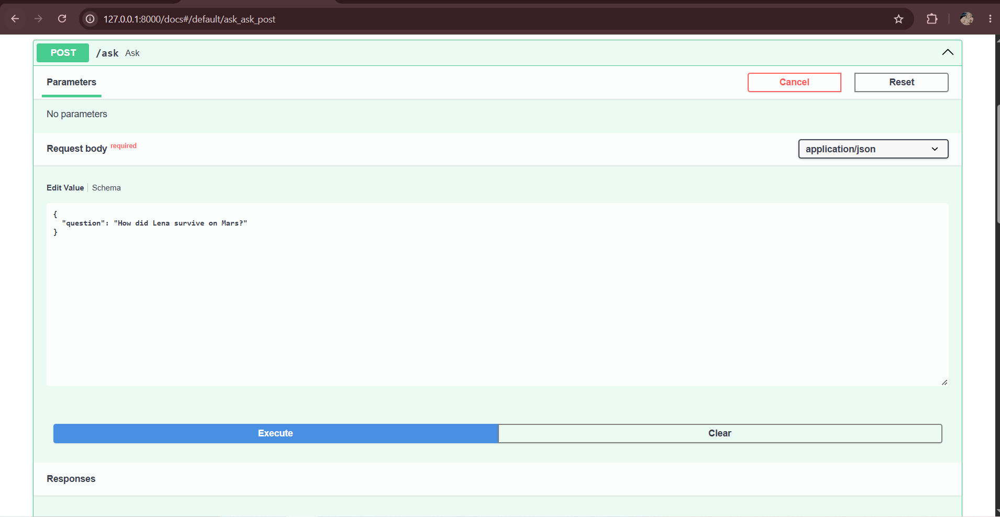 127.0.0.1:8000/docs#/default/ask_ask_post
POST /ask Ask
Parameters
Cancel
Reset
No parameters
Request body required
application/json
Edit Value Schema
{
"question": "How did Lena survive on Mars?"
}
Execute
Clear
Responses